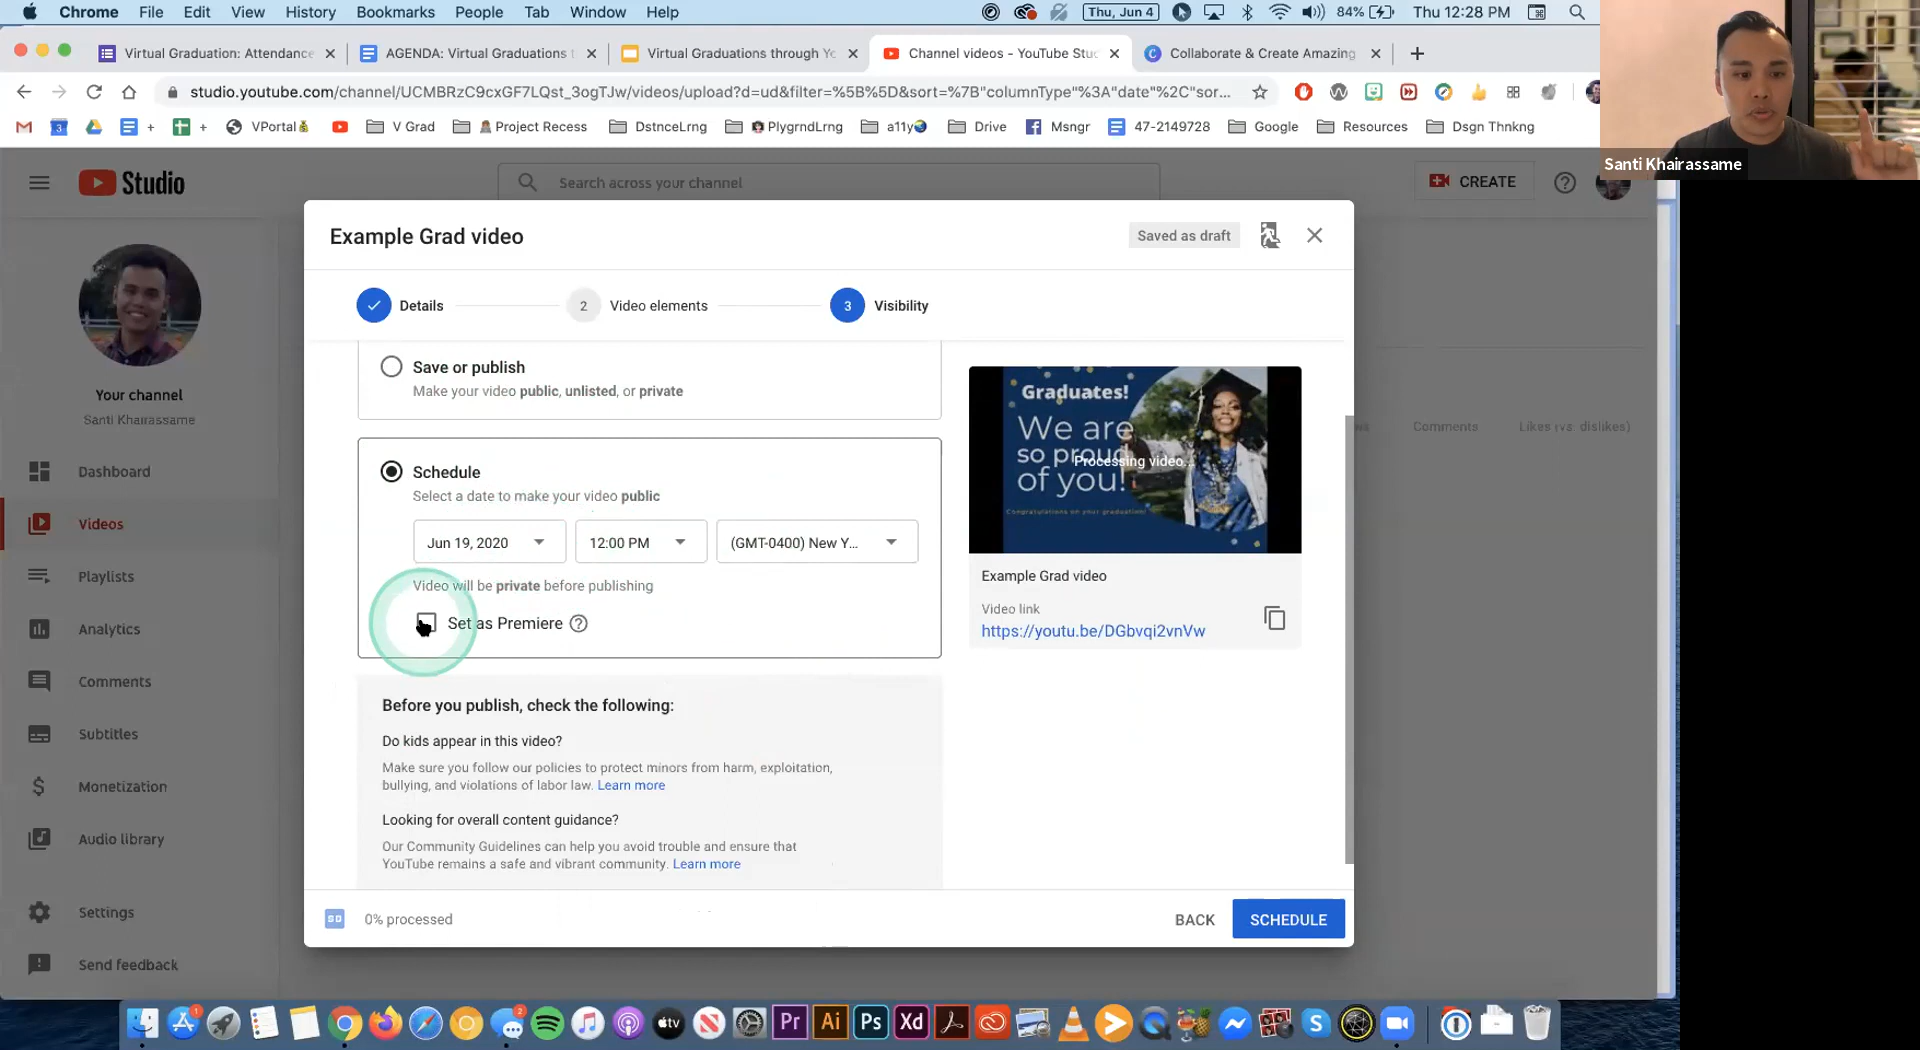 Chrome File Edit View History Bookmarks People Tab Window Help Thu, Jun 4 84% Thu 12:28 PM
Virtual Graduation: Attendance AGENDA: Virtual Graduations t Virtual Graduations through Yo Channel videos - YouTube Stud Collaborate & Create Amazing
studio.youtube.com/channel/UCMBRzC9cxGF7LQst_3ogTJw/videos/upload?d=ud&filter=%5B%5D&sort=%7B"columnType"%3A"date"%2C"sor...
VPortal V Grad Project Recess DstnceLrng PlygrndLrng a11y Drive Msngr 47-2149728 Google Resources Dsgn Thnkng
Santi Khairassame
Studio
Search across your channel
CREATE
Your channel
Santi Khairassame
Dashboard
Videos
Playlists
Analytics
Comments
Subtitles
Monetization
Audio library
Settings
Send feedback
Comments Likes (vs. dislikes)
Example Grad video
Saved as draft
Details
2 Video elements
3 Visibility
Save or publish
Make your video public, unlisted, or private
Schedule
Select a date to make your video public
Jun 19, 2020 12:00 PM (GMT-0400) New Y...
Video will be private before publishing
Set as Premiere
Before you publish, check the following:
Do kids appear in this video?
Make sure you follow our policies to protect minors from harm, exploitation,
bullying, and violations of labor law. Learn more
Looking for overall content guidance?
Our Community Guidelines can help you avoid trouble and ensure that
YouTube remains a safe and vibrant community. Learn more
Graduates!
We are
so proud
of you!
Processing video...
Congratulations on your graduation!
Example Grad video
Video link
https://youtu.be/DGbvqi2vnVw
SD 0% processed
BACK
SCHEDULE
tv Pr Ai Ps Xd